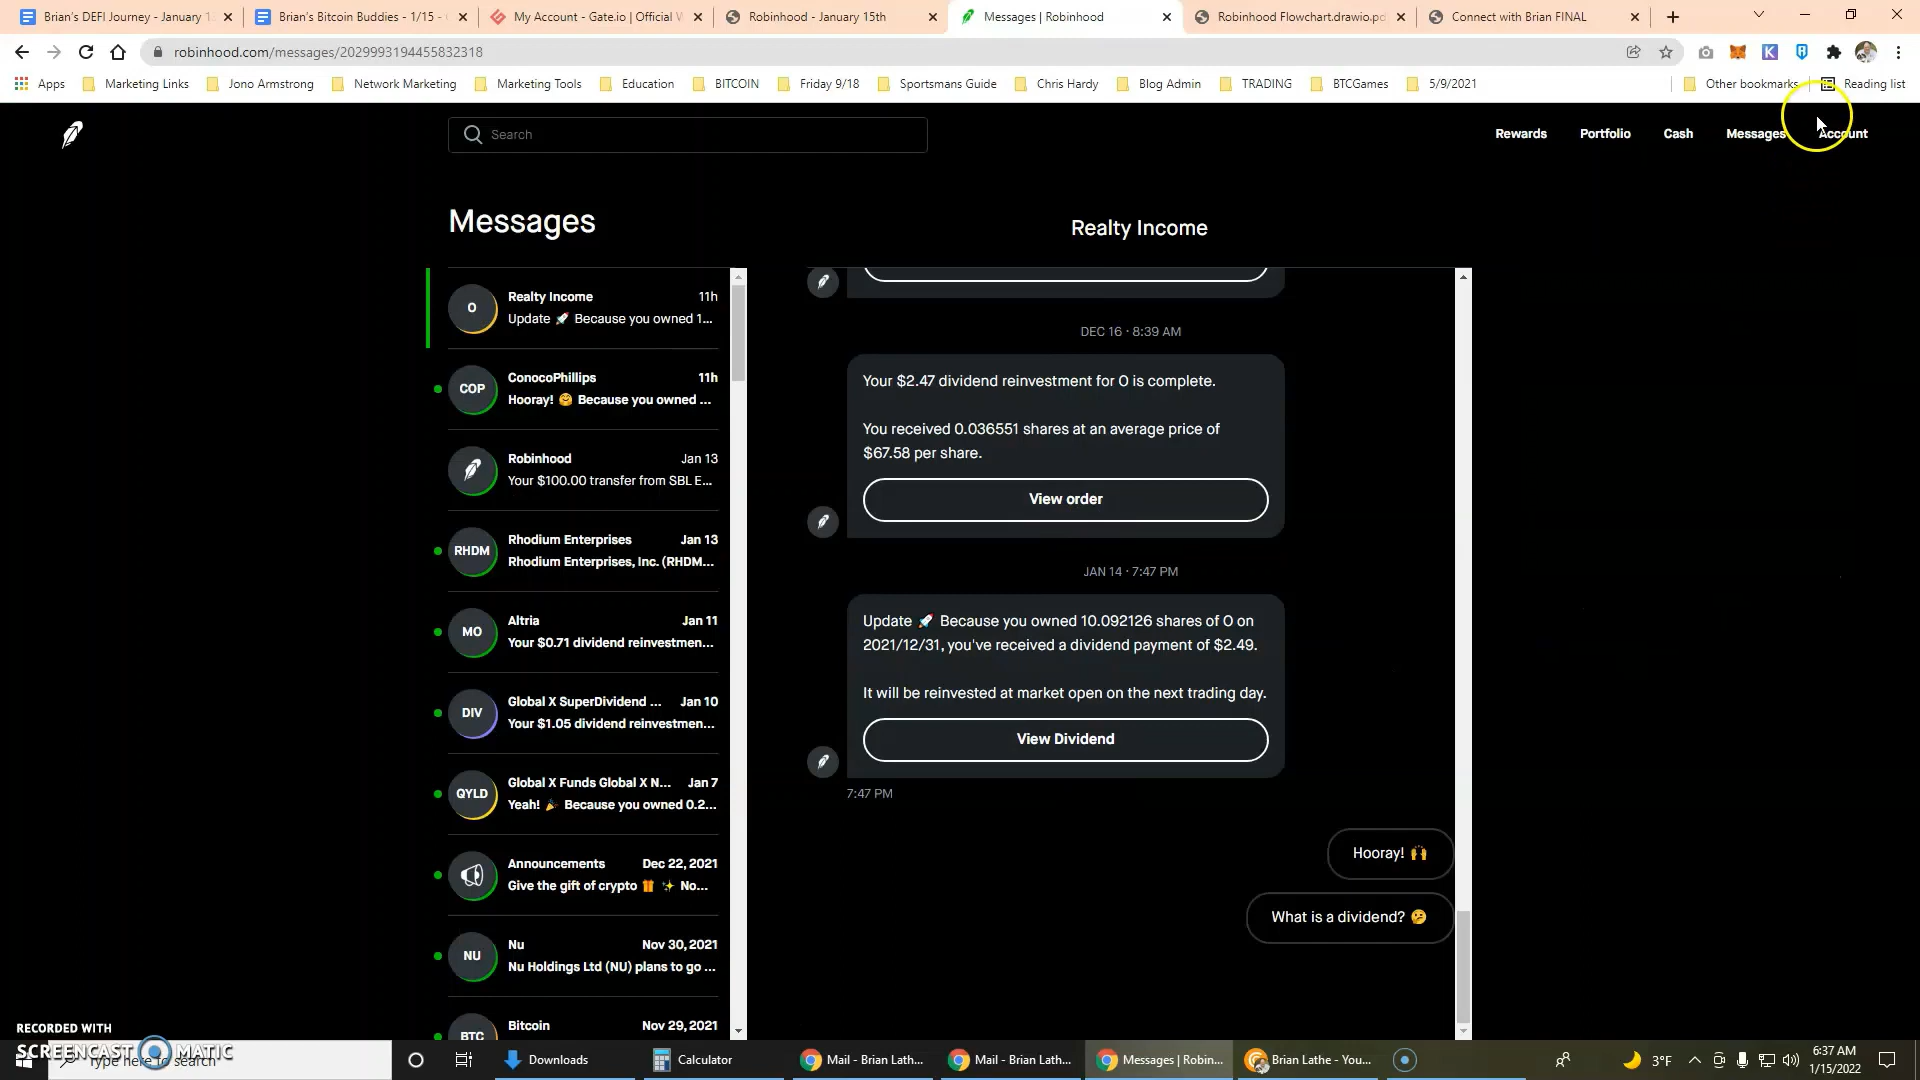 Brian's DEFI Journey - January 1
Brian's Bitcoin Buddies - 1/15 -
My Account - Gate.io | Official W
Robinhood - January 15th
Messages | Robinhood
Robinhood Flowchart.drawio.pd
Connect with Brian FINAL
robinhood.com/messages/2029993194455832318
Apps
Marketing Links
Jono Armstrong
Network Marketing
Marketing Tools
Education
BITCOIN
Friday 9/18
Sportsmans Guide
Chris Hardy
Blog Admin
TRADING
BTCGames
5/9/2021
Other bookmarks
Reading list
Search
Rewards
Portfolio
Cash
Messages
Account
Messages
Realty Income
O
Realty Income 11h
Update 🚀 Because you owned 1...
COP
ConocoPhillips 11h
Hooray! 🤗 Because you owned ...
Robinhood Jan 13
Your $100.00 transfer from SBL E...
RHDM
Rhodium Enterprises Jan 13
Rhodium Enterprises, Inc. (RHDM...
MO
Altria Jan 11
Your $0.71 dividend reinvestmen...
DIV
Global X SuperDividend ... Jan 10
Your $1.05 dividend reinvestmen...
QYLD
Global X Funds Global X N... Jan 7
Yeah! 🎉 Because you owned 0.2...
Announcements Dec 22, 2021
Give the gift of crypto 🎁 ✨ No...
NU
Nu Nov 30, 2021
Nu Holdings Ltd (NU) plans to go ...
BTC
Bitcoin Nov 29, 2021
DEC 16 · 8:39 AM
Your $2.47 dividend reinvestment for O is complete.
You received 0.036551 shares at an average price of
$67.58 per share.
View order
JAN 14 · 7:47 PM
Update 🚀 Because you owned 10.092126 shares of O on
2021/12/31, you've received a dividend payment of $2.49.
It will be reinvested at market open on the next trading day.
View Dividend
7:47 PM
Hooray! 🙌
What is a dividend? 🤔
RECORDED WITH
SCREENCAST MATIC
Type here to search
Downloads
Calculator
Mail - Brian Lath...
Mail - Brian Lath...
Messages | Robin...
Brian Lathe - You...
3°F
6:37 AM
1/15/2022